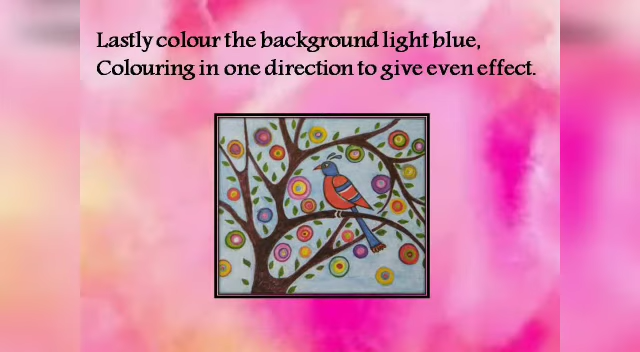 Lastly colour the background light blue,
Colouring in one direction to give even effect.